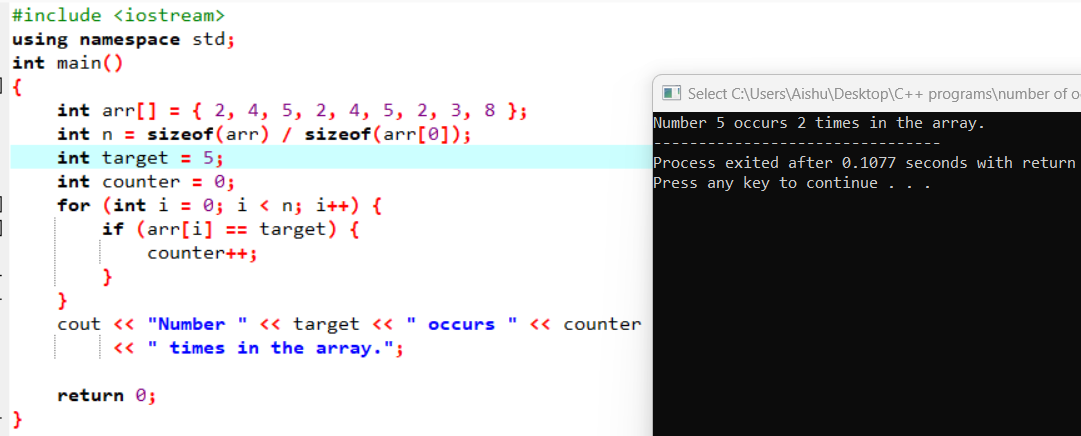 #include <iostream>
using namespace std;
int main()
{
    int arr[] = { 2, 4, 5, 2, 4, 5, 2, 3, 8 };
    int n = sizeof(arr) / sizeof(arr[0]);
    int target = 5;
    int counter = 0;
    for (int i = 0; i < n; i++) {
        if (arr[i] == target) {
            counter++;
        }
    }
    cout << "Number " << target << " occurs " << counter
         << " times in the array.";
    return 0;
}
Select C:\Users\Aishu\Desktop\C++ programs\number of o
Number 5 occurs 2 times in the array.
--------------------------------
Process exited after 0.1077 seconds with return
Press any key to continue . . .